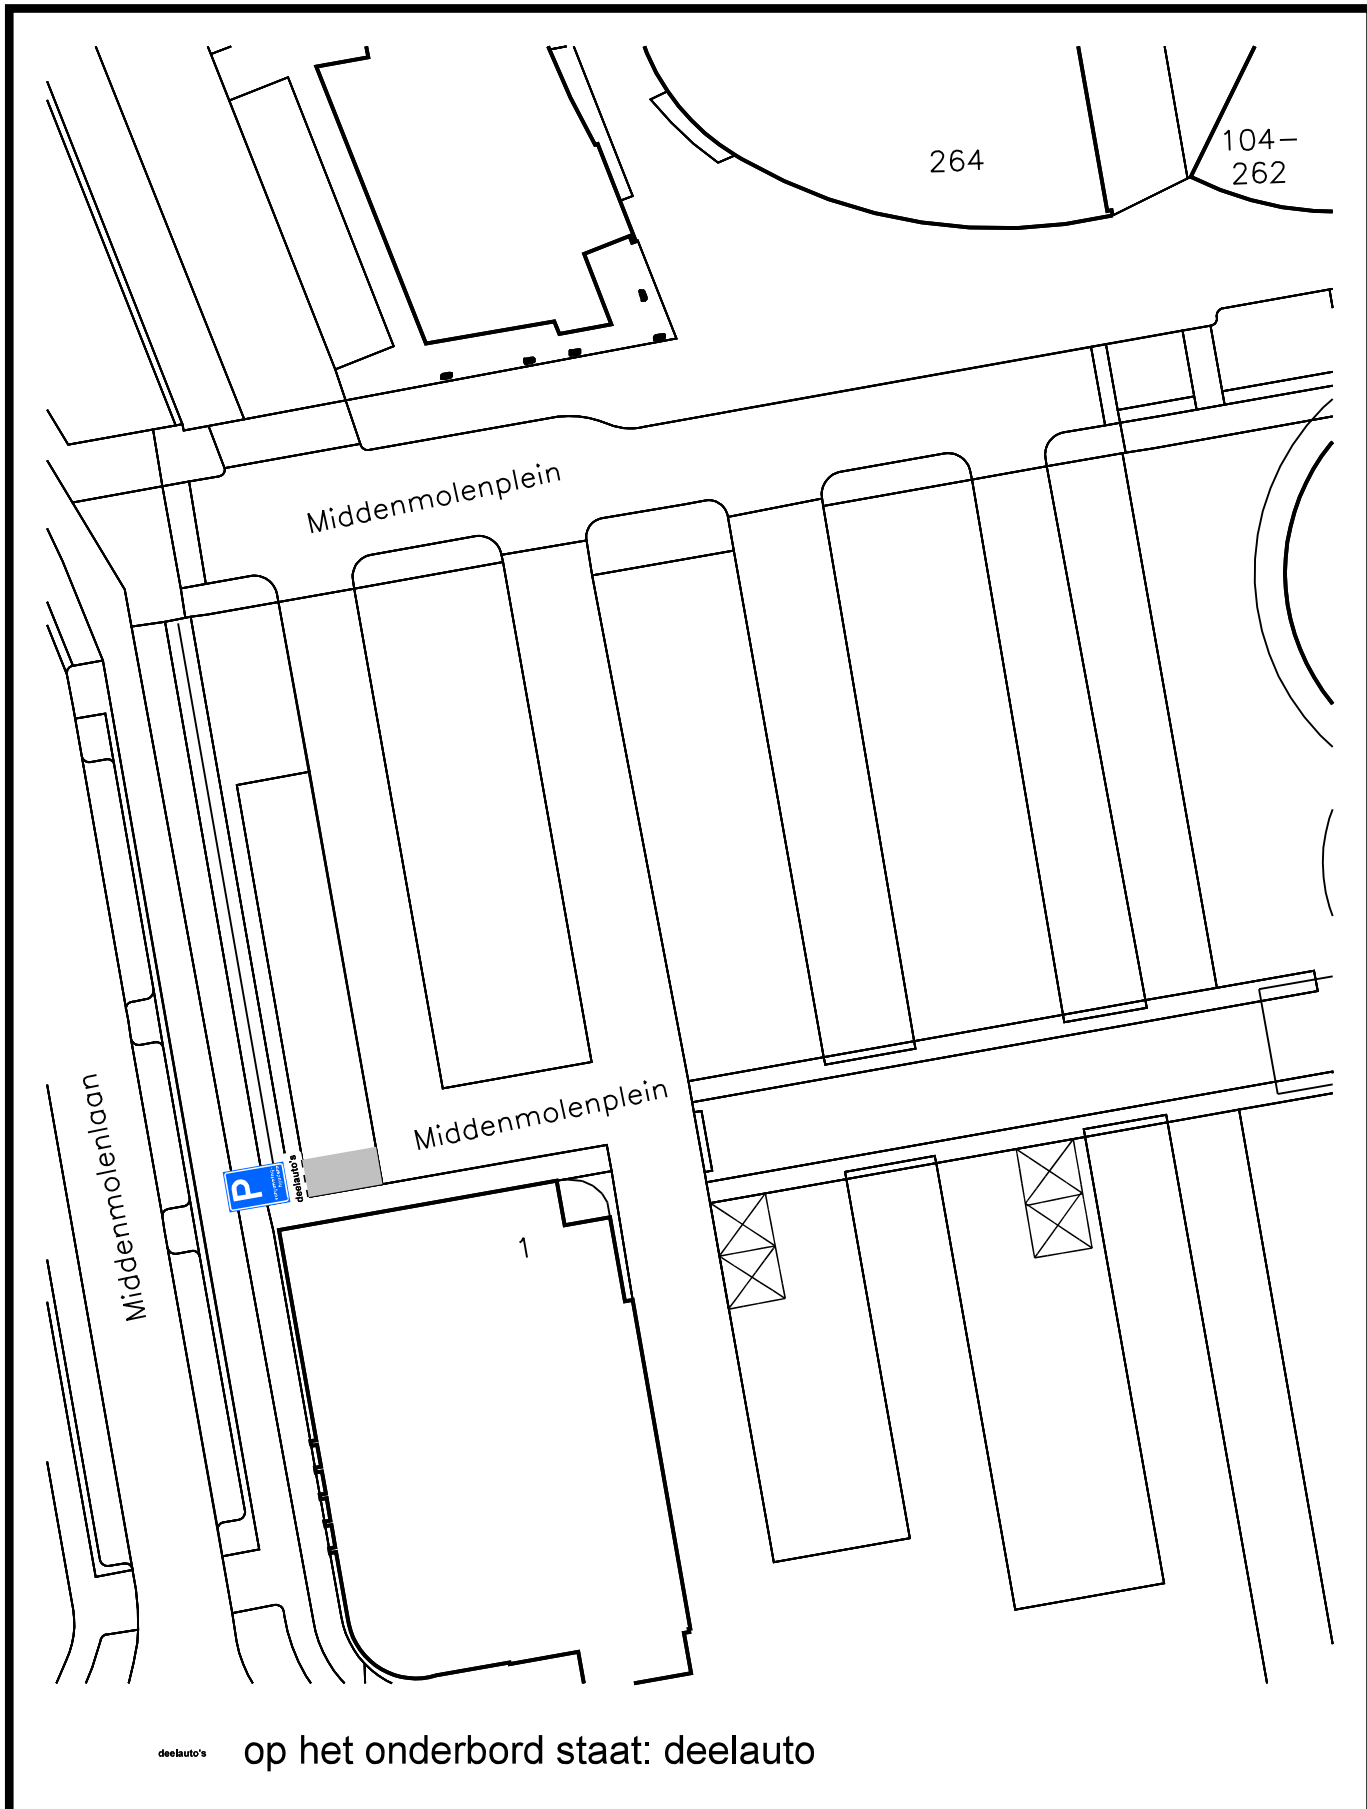 264
104-
262
Middenmolenplein
Middenmolenlaan
Middenmolenplein
P
deelauto's
1
deelauto's op het onderbord staat: deelauto